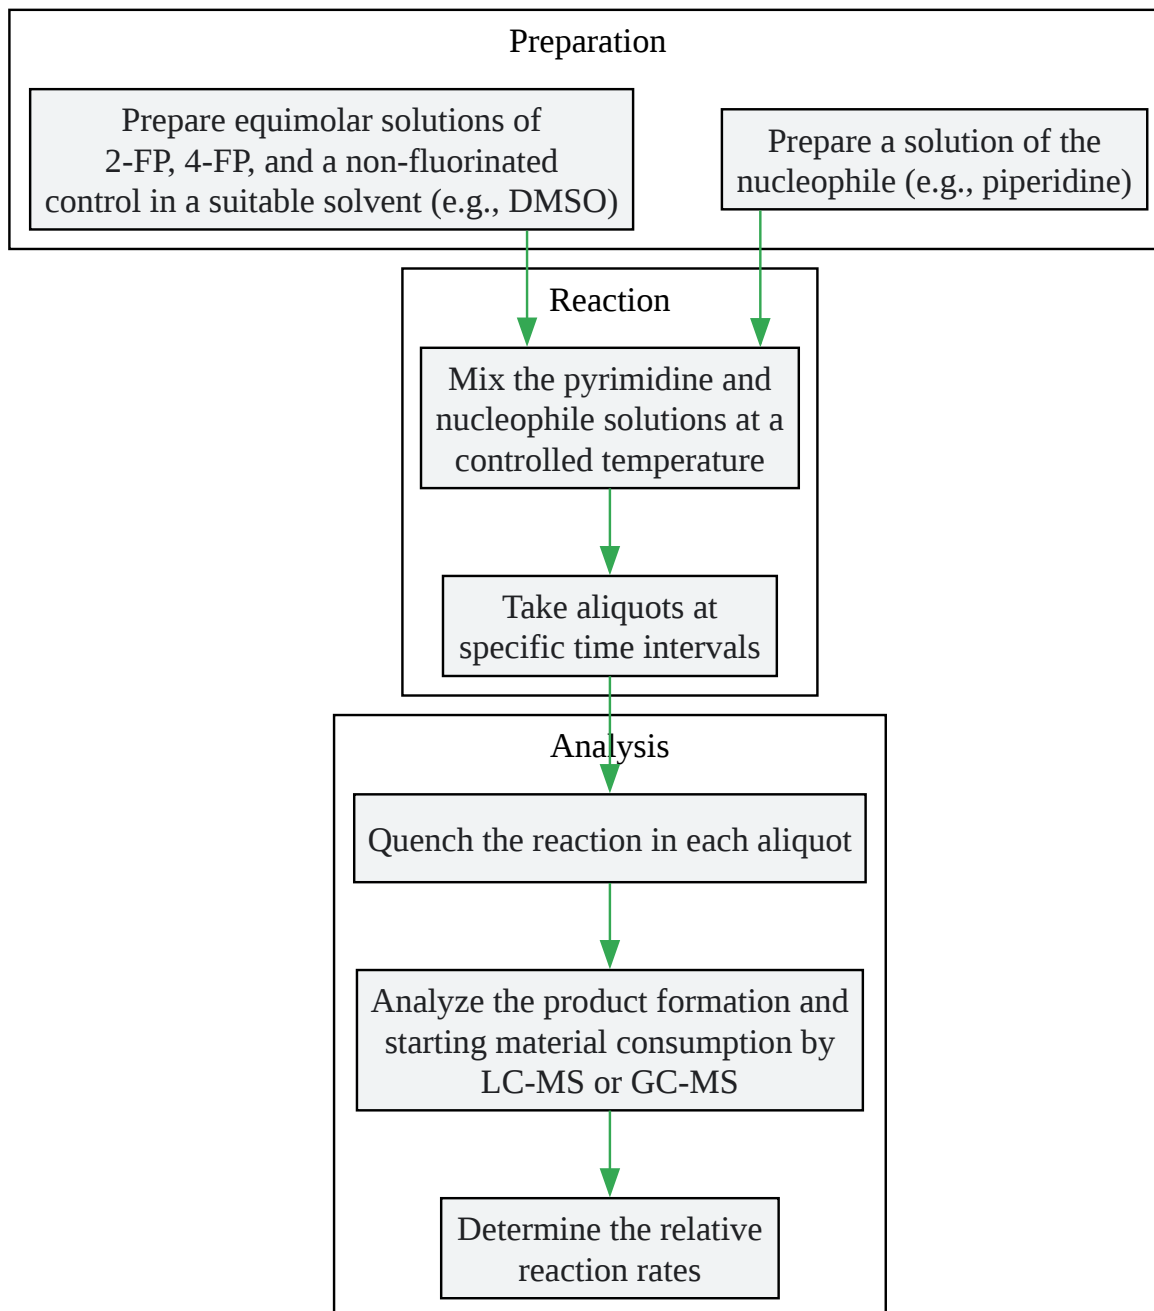 Preparation
Prepare equimolar solutions of
2-FP, 4-FP, and a non-fluorinated
control in a suitable solvent (e.g., DMSO)
Prepare a solution of the
nucleophile (e.g., piperidine)
Reaction
Mix the pyrimidine and
nucleophile solutions at a
controlled temperature
Take aliquots at
specific time intervals
Analysis
Quench the reaction in each aliquot
Analyze the product formation and
starting material consumption by
LC-MS or GC-MS
Determine the relative
reaction rates